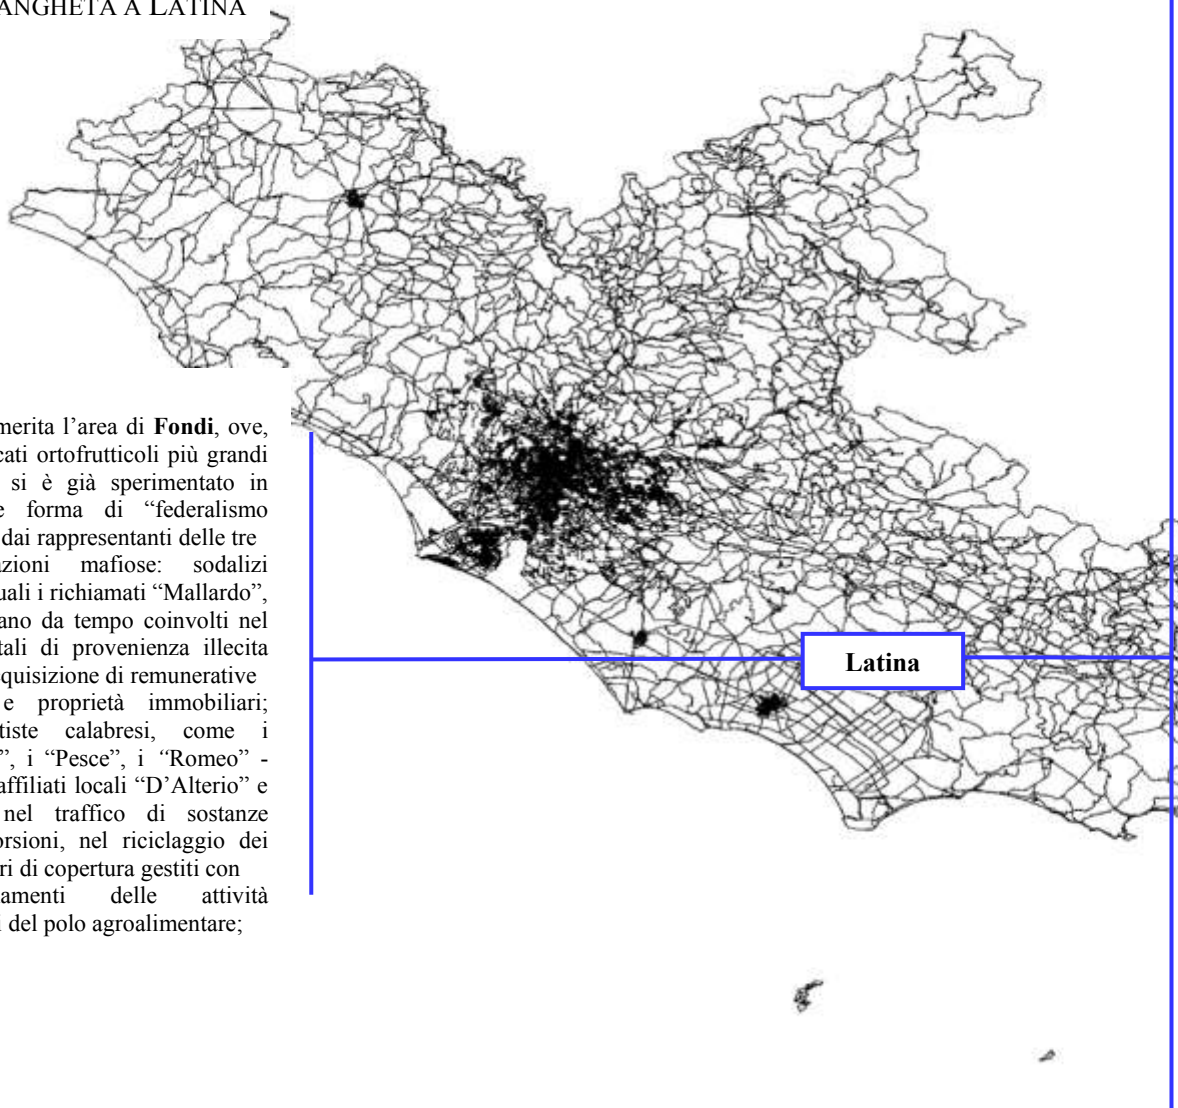 ANGHETA A LATINA
merita l’area di Fondi, ove,
cati ortofrutticoli più grandi
si è già sperimentato in
e forma di “federalismo
dai rappresentanti delle tre
azioni mafiose: sodalizi
uali i richiamati “Mallardo”,
ano da tempo coinvolti nel
tali di provenienza illecita
quisizione di remunerative
e proprietà immobiliari;
tiste calabresi, come i
”, i “Pesce”, i “Romeo” -
affiliati locali “D’Alterio” e
nel traffico di sostanze
orsioni, nel riciclaggio dei
ri di copertura gestiti con
amenti delle attività
i del polo agroalimentare;
Latina